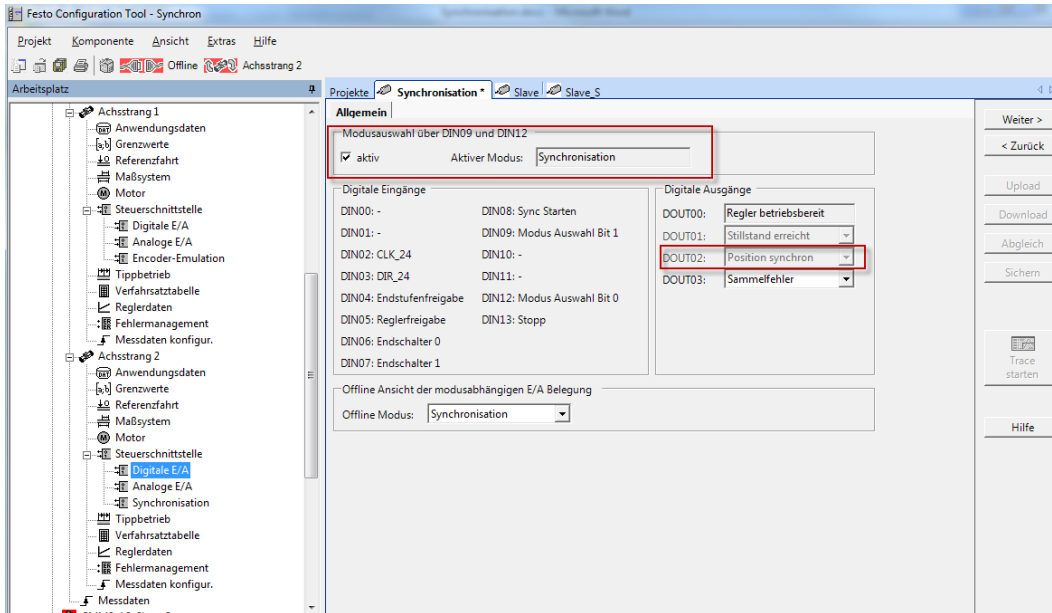 Festo Configuration Tool - Synchron
Projekt Komponente Ansicht Extras Hilfe
Offline Achsstrang 2
Arbeitsplatz
Achsstrang 1
Anwendungsdaten
Grenzwerte
Referenzfahrt
Maßsystem
Motor
Steuerschnittstelle
Digitale E/A
Analoge E/A
Encoder-Emulation
Tippbetrieb
Verfahrsatztabelle
Reglerdaten
Fehlermanagement
Messdaten konfigur.
Achsstrang 2
Anwendungsdaten
Grenzwerte
Referenzfahrt
Maßsystem
Motor
Steuerschnittstelle
Digitale E/A
Analoge E/A
Synchronisation
Tippbetrieb
Verfahrsatztabelle
Reglerdaten
Fehlermanagement
Messdaten konfigur.
Messdaten
Projekte Synchronisation * Slave Slave_S
Allgemein
Modusauswahl über DIN09 und DIN12
aktiv Aktiver Modus: Synchronisation
Digitale Eingänge
DIN00: - DIN08: Sync Starten
DIN01: - DIN09: Modus Auswahl Bit 1
DIN02: CLK_24 DIN10: -
DIN03: DIR_24 DIN11: -
DIN04: Endstufenfreigabe DIN12: Modus Auswahl Bit 0
DIN05: Reglerfreigabe DIN13: Stopp
DIN06: Endschalter 0
DIN07: Endschalter 1
Digitale Ausgänge
DOUT00: Regler betriebsbereit
DOUT01: Stillstand erreicht
DOUT02: Position synchron
DOUT03: Sammelfehler
Offline Ansicht der modusabhängigen E/A Belegung
Offline Modus: Synchronisation
Weiter >
< Zurück
Upload
Download
Abgleich
Sichern
Trace
starten
Hilfe